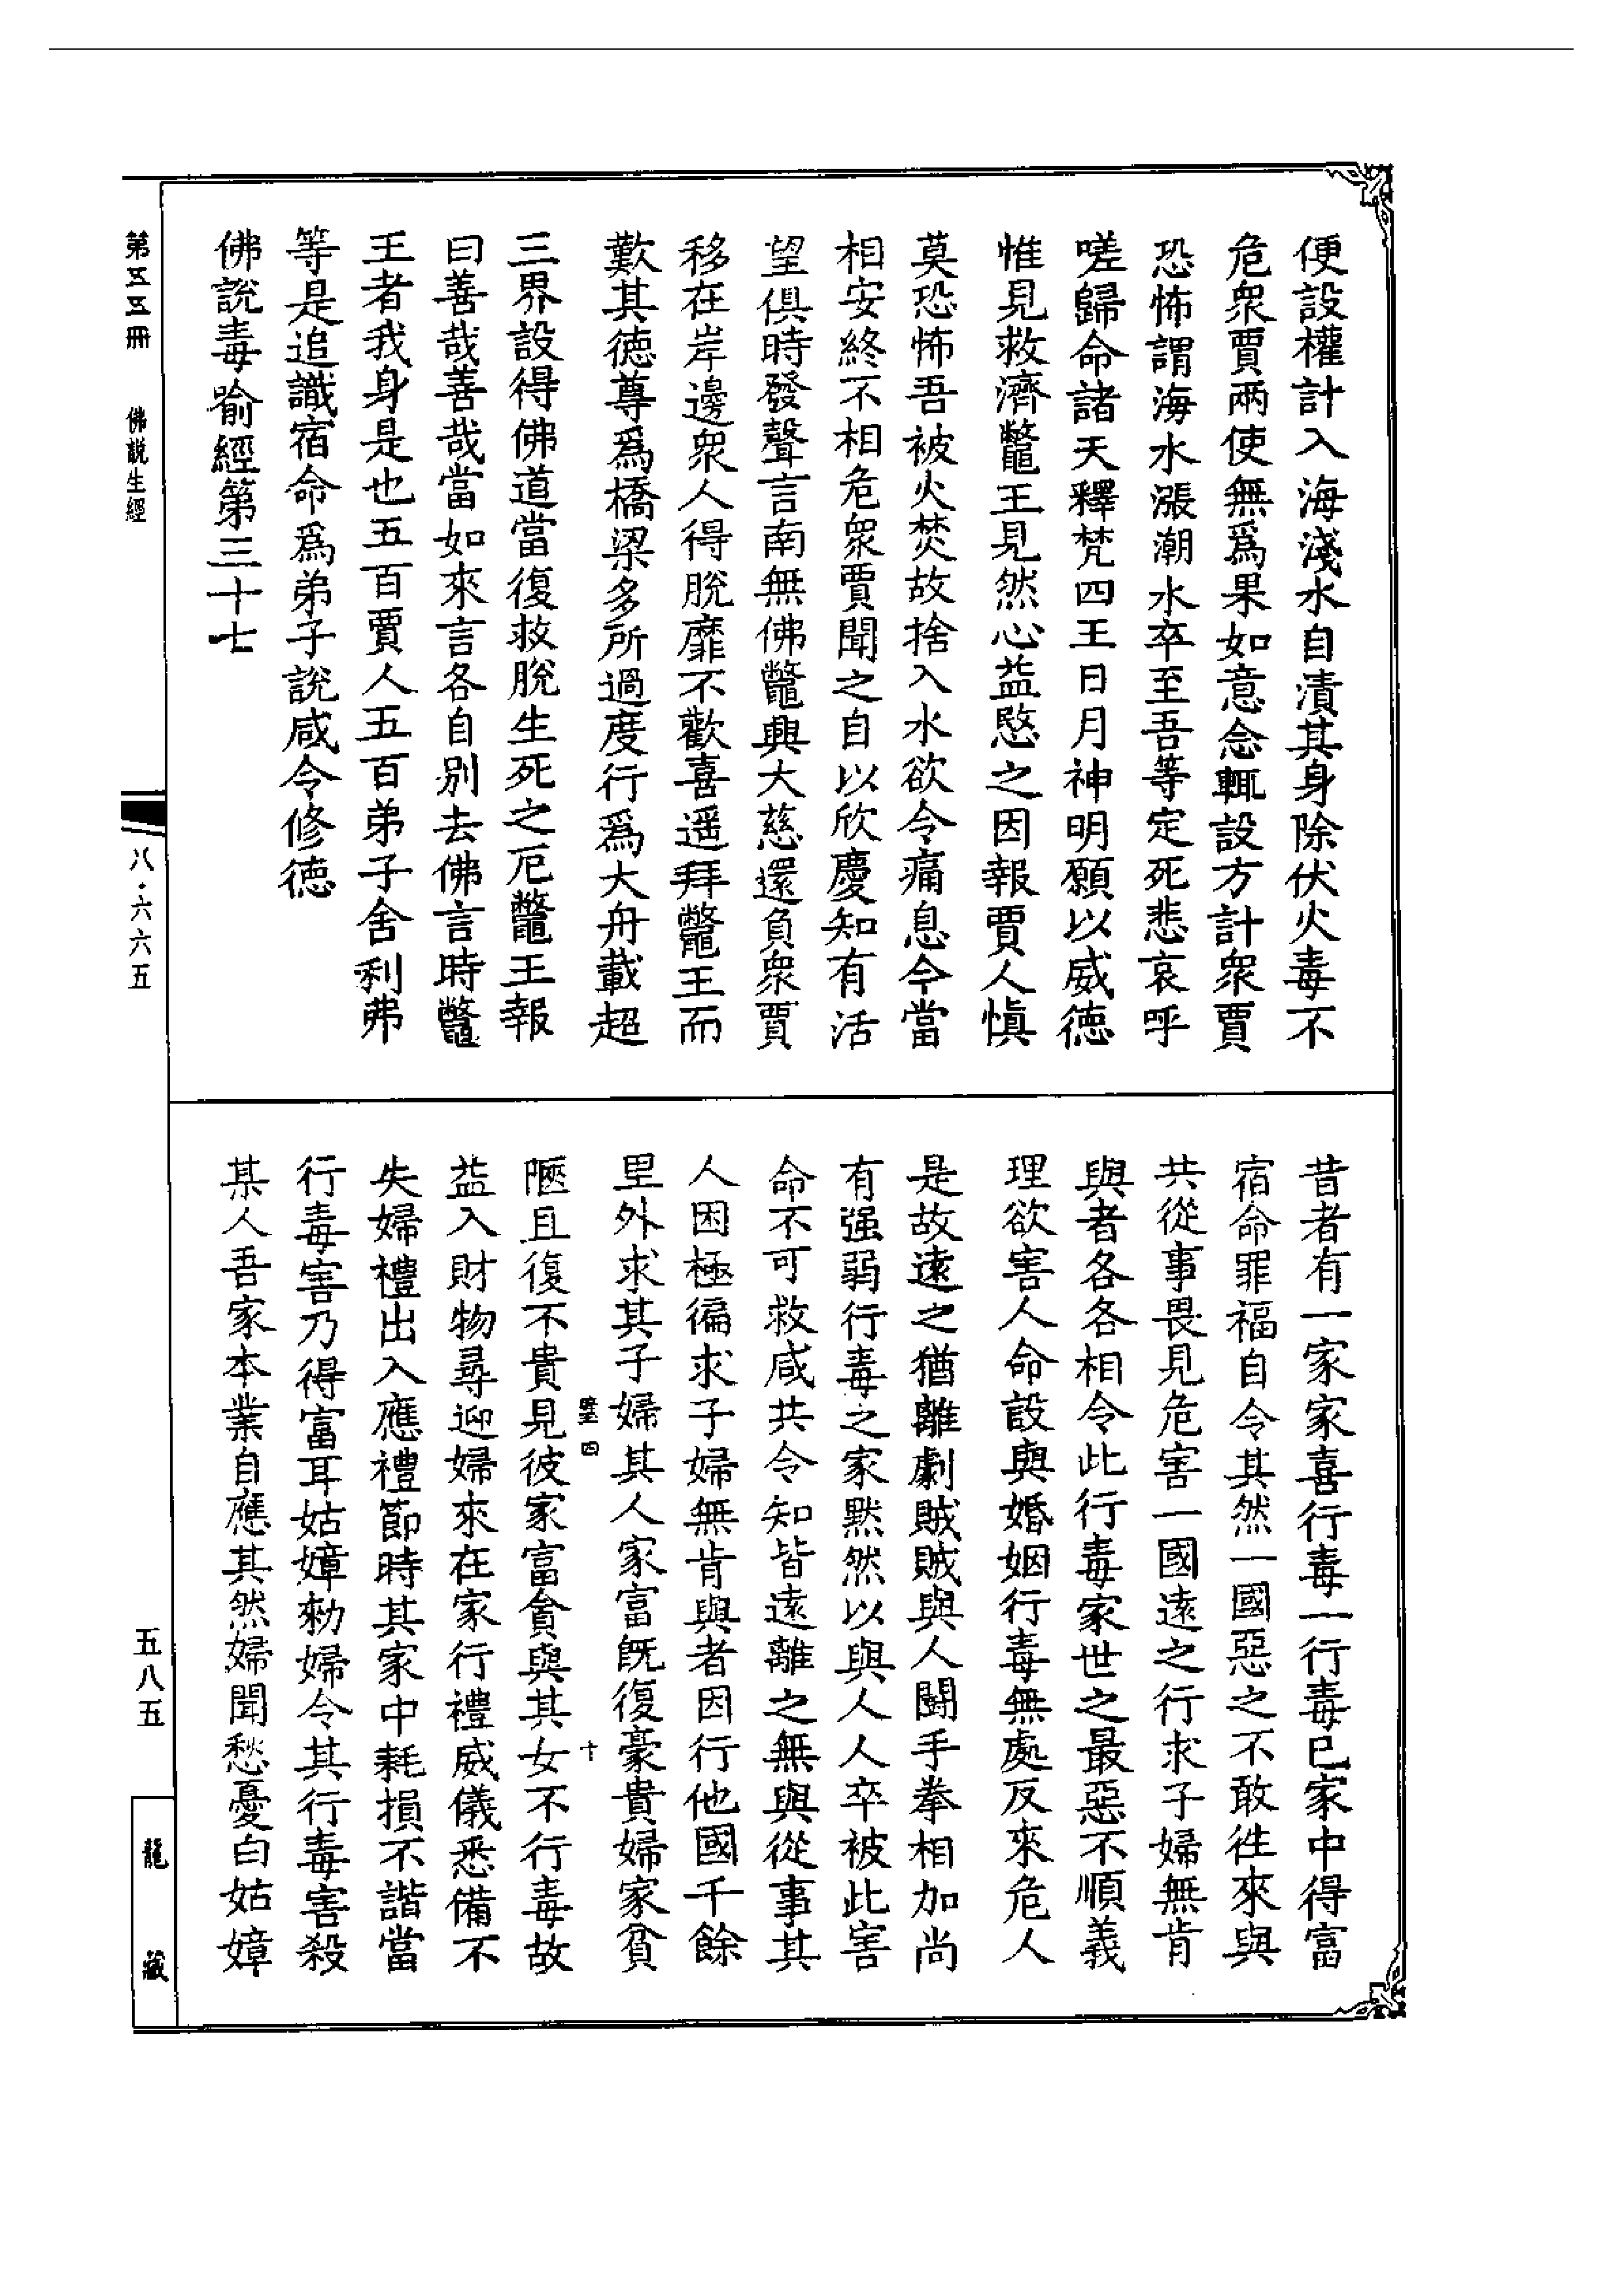 便設權計入海淺水自漬其身除伏火毒不
危衆賈兩使無爲果如意念輒設方計衆賈
恐怖謂海水漲潮水卒至吾等定死悲哀呼
嗟歸命諸天釋梵四王日月神明願以威德
惟見救濟鼈王見然心益愍之因報賈人愼
莫恐怖吾被火焚故捨入水欲令痛息今當
相安終不相危衆賈聞之自以欣慶知有活
望俱時發聲言南無佛鼈興大慈還負衆賈
移在岸邊衆人得脫靡不歡喜遥拜鼈王而
歎其德尊爲橋梁多所過度行爲大舟載超
三界設得佛道當復救脫生死之厄鼈王報
曰善哉善哉當如來言各自別去佛言時鼈
王者我身是也五百賈人五百弟子舍利弗
等是追識宿命爲弟子說咸令修德
佛說毒喻經第三十七
昔者有一家家喜行毒一行毒已家中得富
宿命罪福自令其然一國惡之不敢徃來與
共從事畏見危害一國遠之行求子婦無肯
與者各各相令此行毒家世之最惡不順義
理欲害人命設與婚姻行毒無處反來危人
是故遠之猶離劇賊賊與人鬪手拳相加尚
有强弱行毒之家黙然以與人人卒被此害
命不可救咸共令知皆遠離之無與從事其
人困極徧求子婦無肯與者因行他國千餘
里外求其子婦其人家富旣復豪貴婦家貧
四 十
陋且復不貴見彼家富貪與其女不行毒故
益入財物尋迎婦來在家行禮威儀悉備不
失婦禮出入應禮節時其家中耗損不諧當
行毒害乃得富耳姑嫜勑婦令其行毒害殺
某人吾家本業自應其然婦聞愁憂白姑嫜
第五五冊 佛說生經
八·六六五
五八五
龍藏